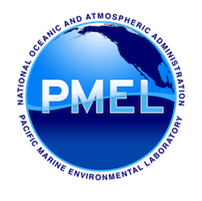 NATIONAL OCEANIC AND ATMOSPHERIC ADMINISTRATION
PMEL
PACIFIC MARINE ENVIRONMENTAL LABORATORY